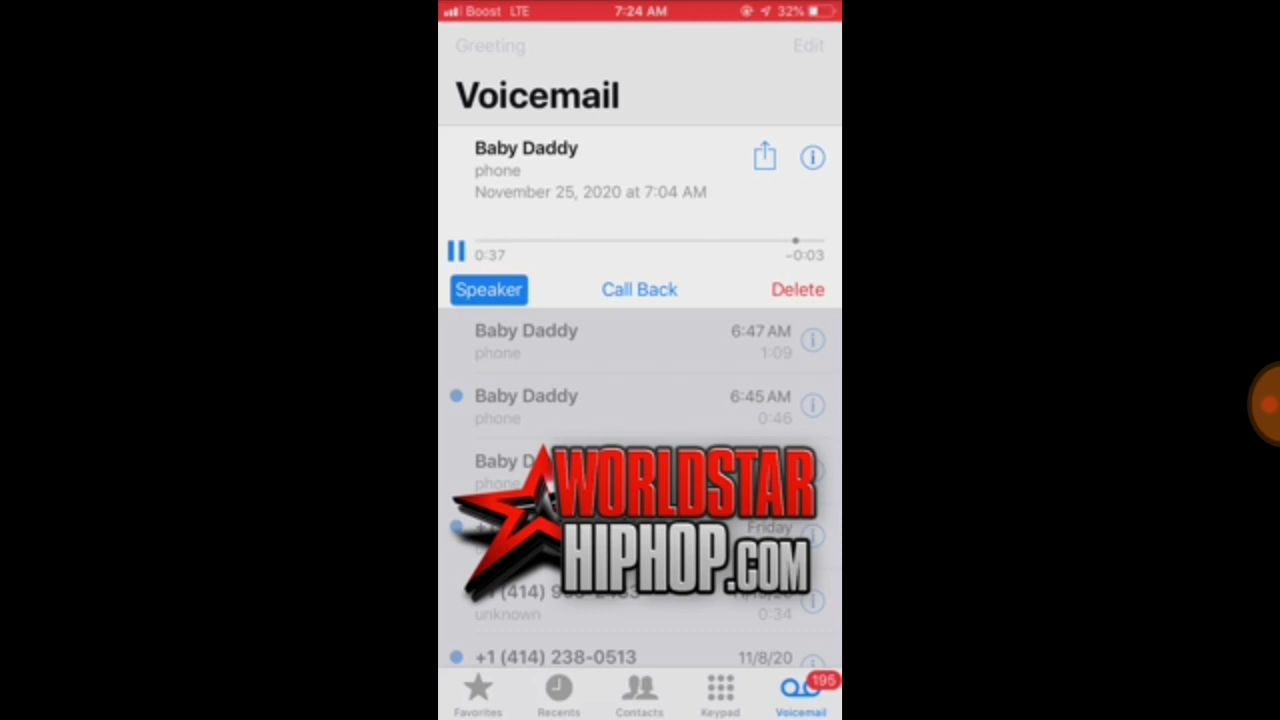 Boost LTE 7:24 AM 32%
Greeting Edit
Voicemail
Baby Daddy
phone
November 25, 2020 at 7:04 AM
0:37 -0:03
Speaker Call Back Delete
Baby Daddy 6:47 AM
phone 1:09
Baby Daddy 6:45 AM
phone 0:46
Baby D
phone
WORLDSTAR
Friday
HIPHOP.COM
(414)
unknown 0:34
+1 (414) 238-0513 11/8/20
195
Favorites Recents Contacts Keypad Voicemail